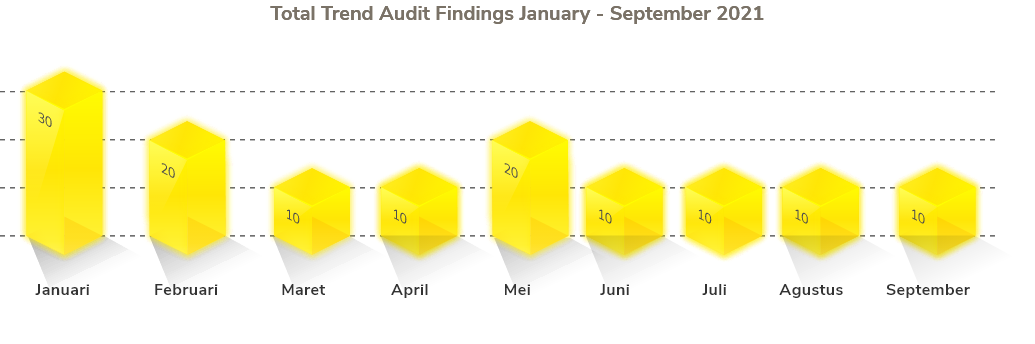 Total Trend Audit Findings January - September 2021
30
20
10
10
20
10
10
10
10
Januari
Februari
Maret
April
Mei
Juni
Juli
Agustus
September